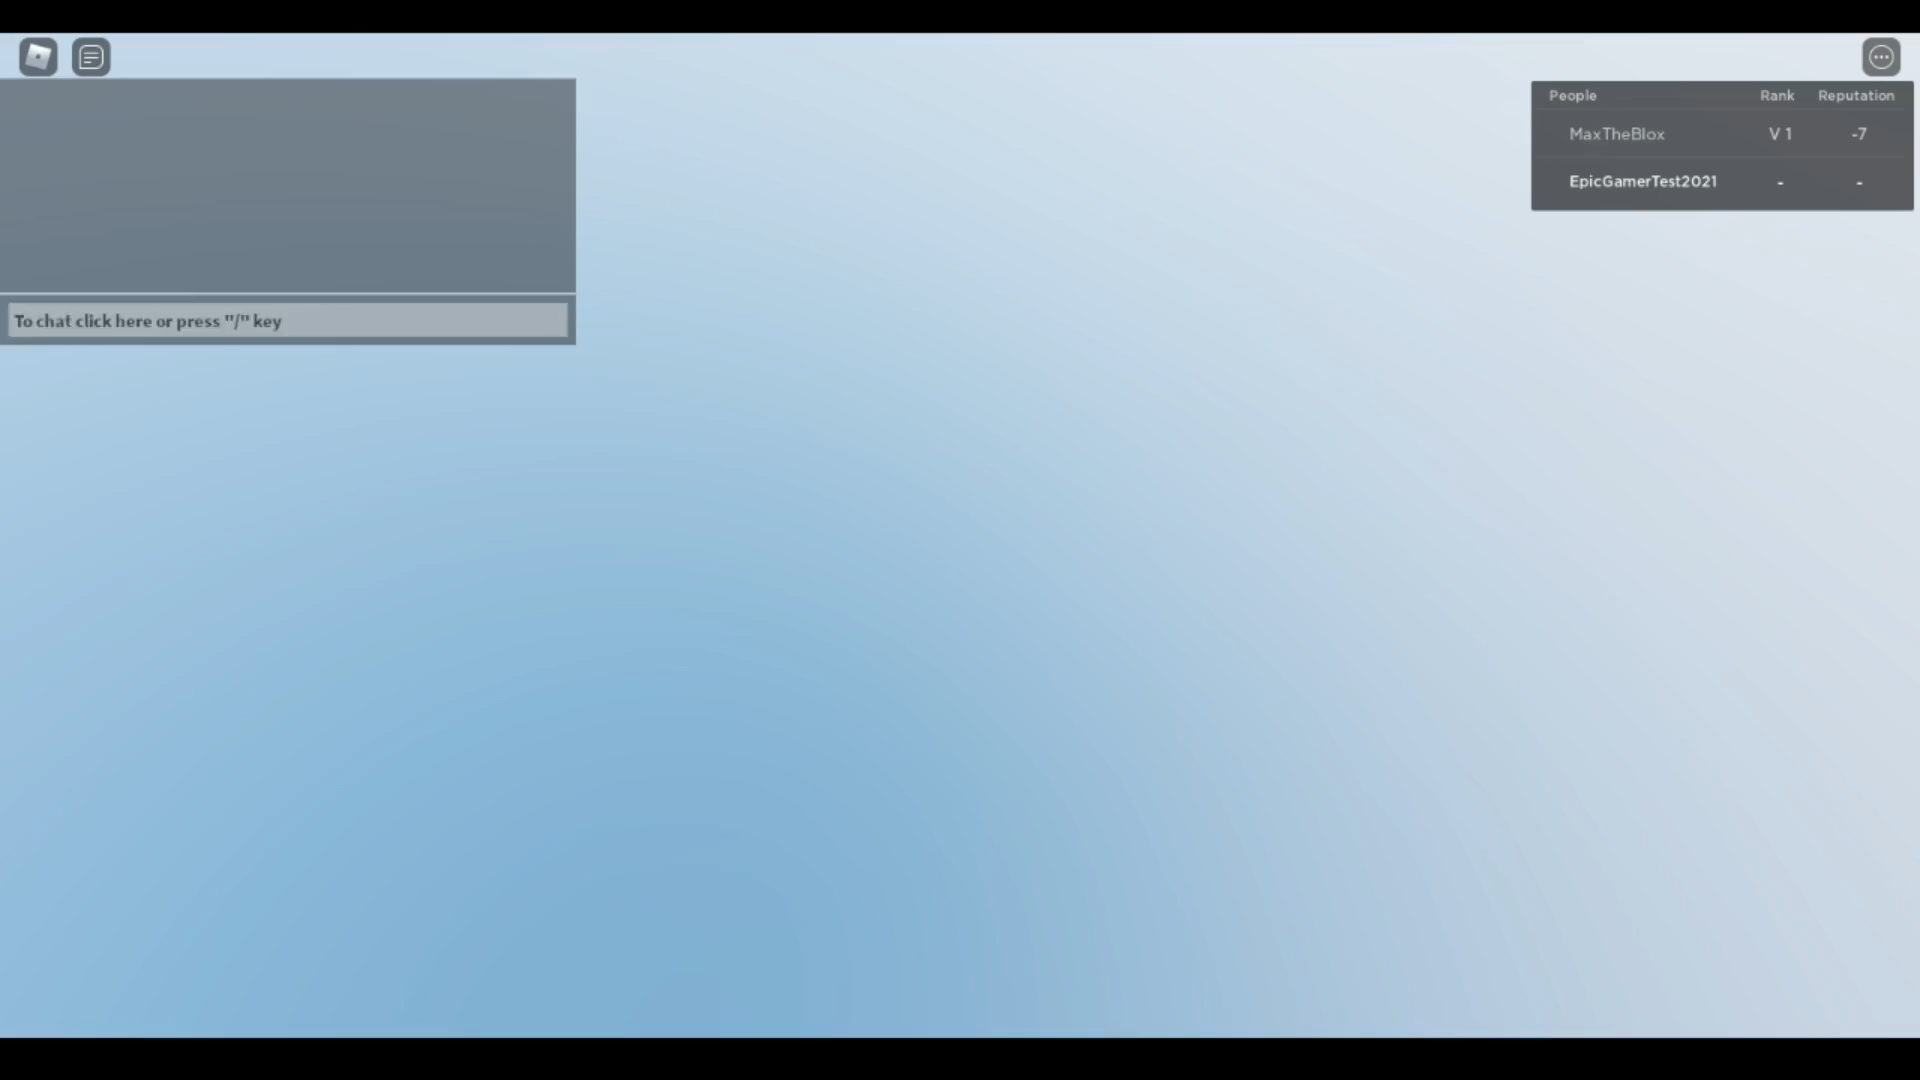 People Rank Reputation
MaxTheBlox V 1 -7
EpicGamerTest2021 - -
To chat click here or press "/" key